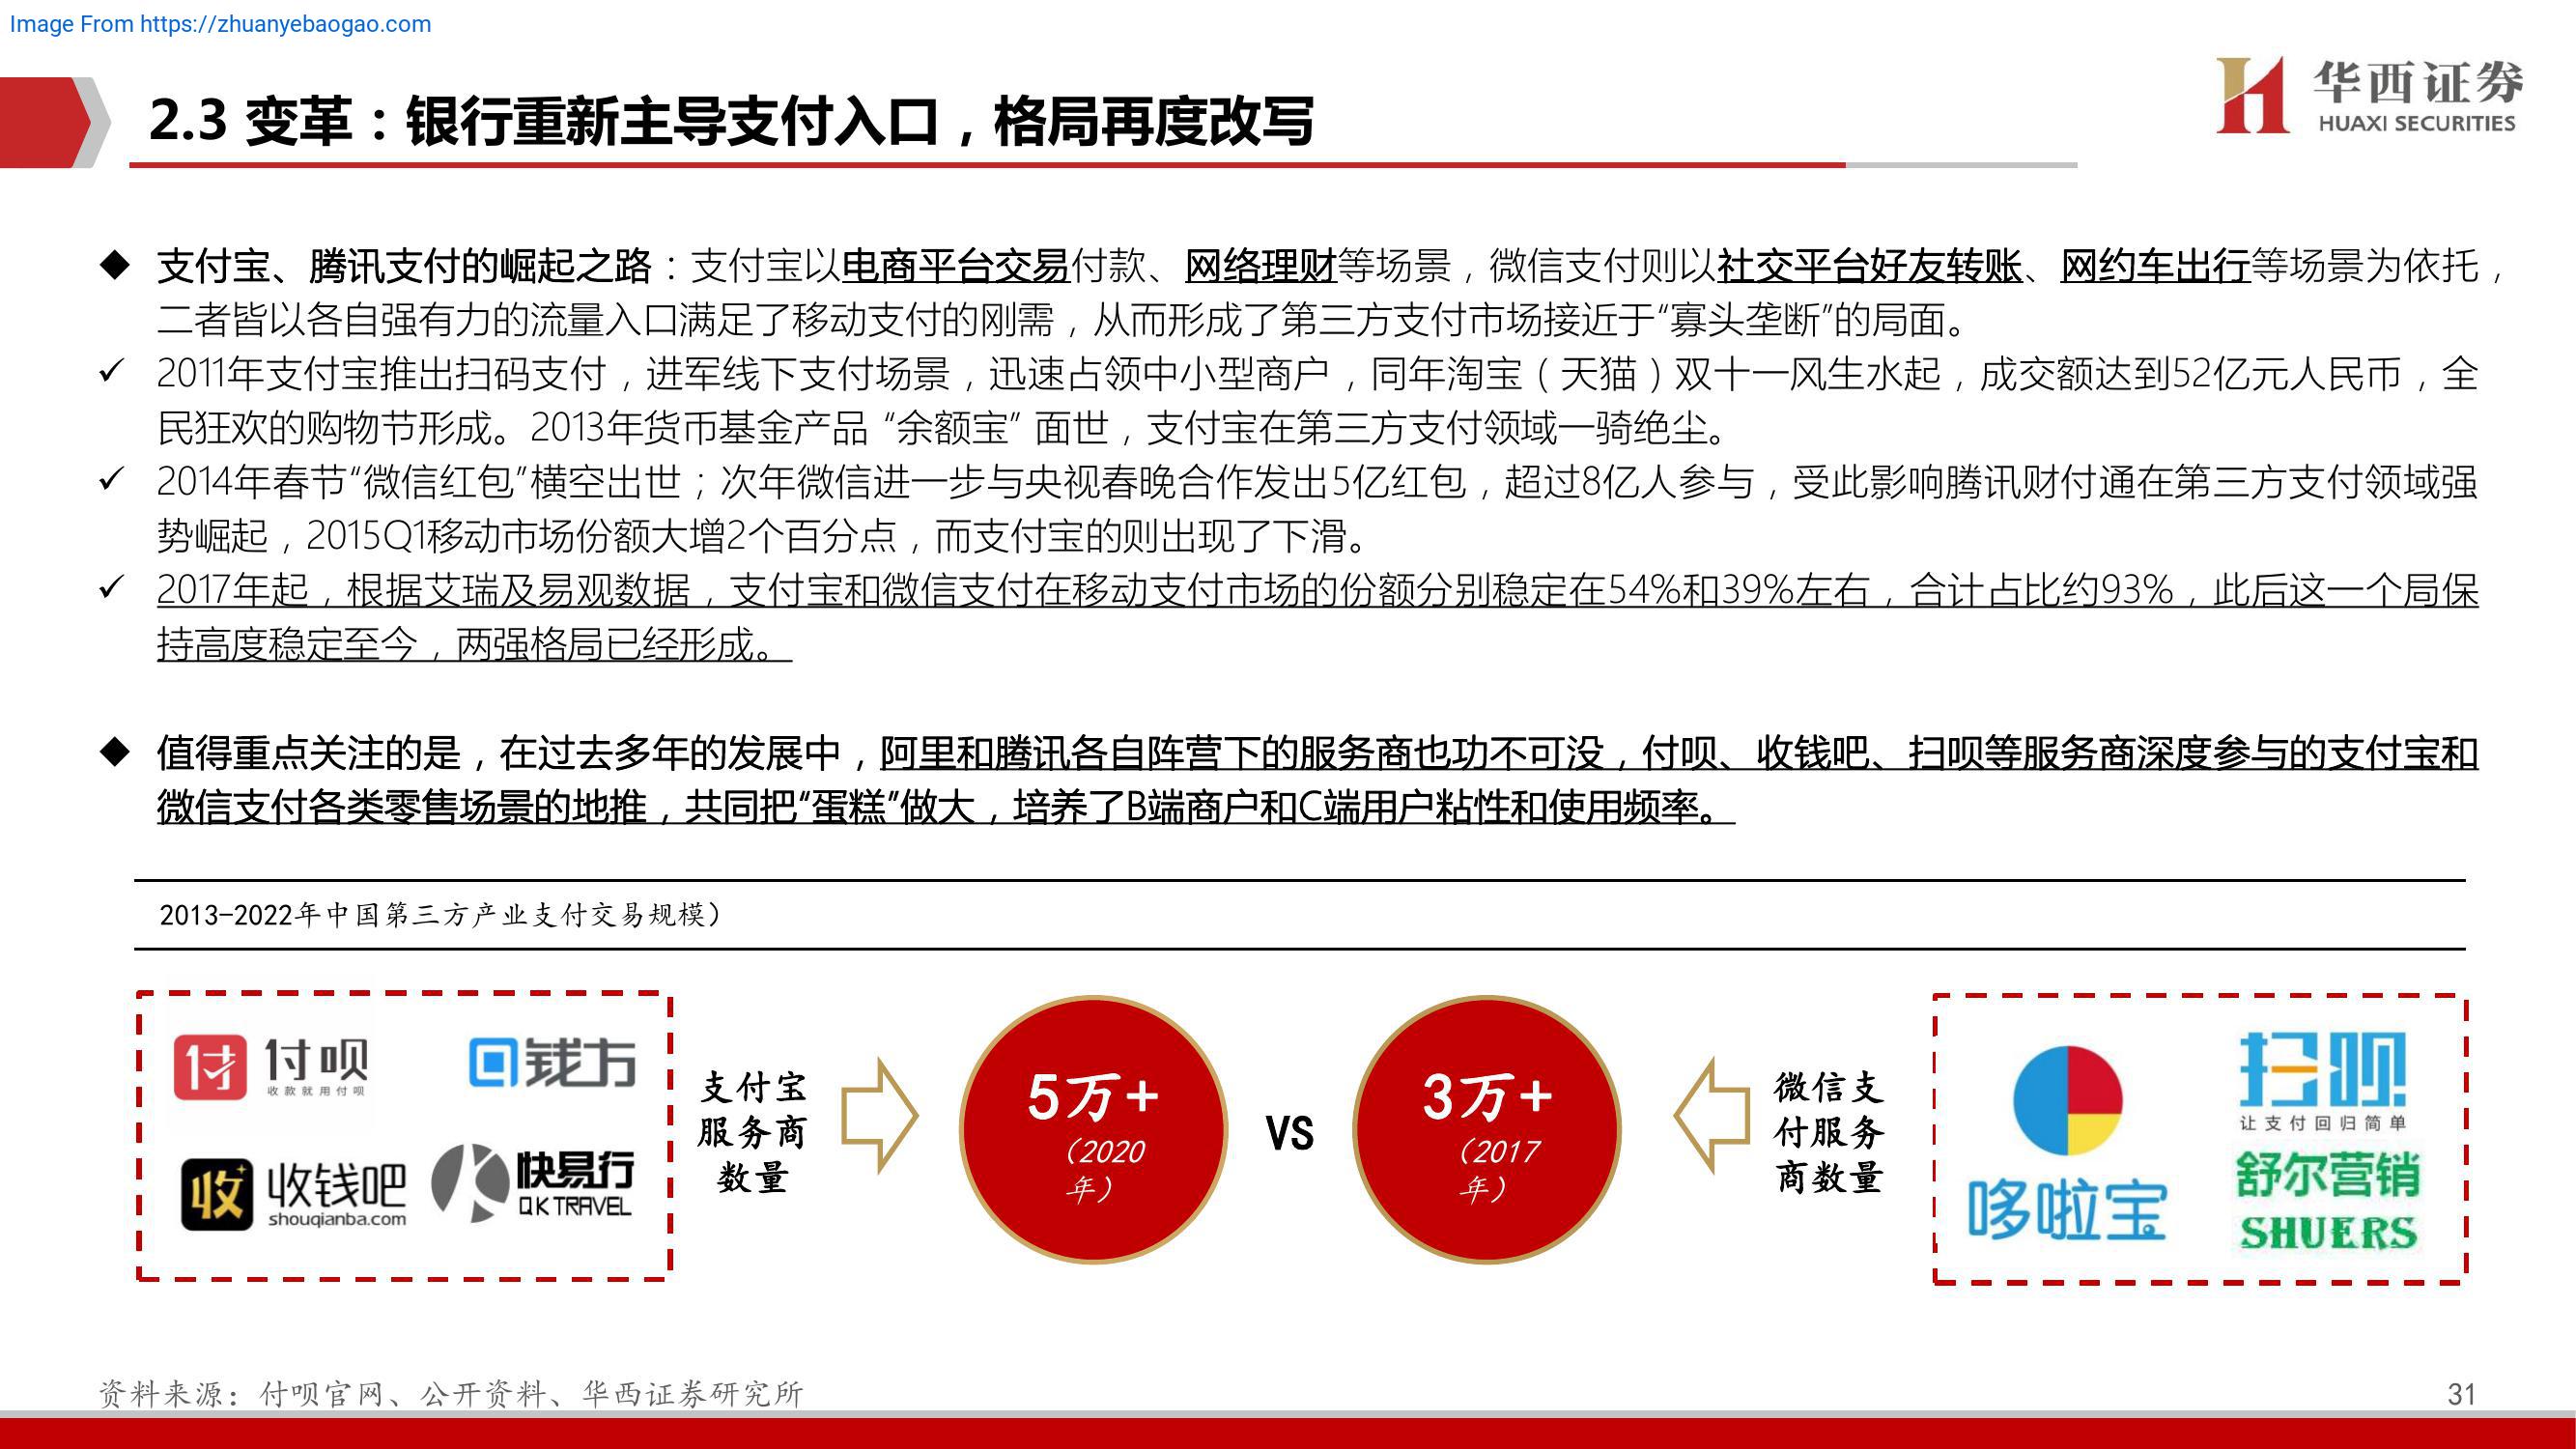 Image From https://zhuanyebaogao.com
2.3 变革：银行重新主导支付入口，格局再度改写
华西证券
HUAXI SECURITIES
◆ 支付宝、腾讯支付的崛起之路：支付宝以电商平台交易付款、网络理财等场景，微信支付则以社交平台好友转账、网约车出行等场景为依托，
二者皆以各自强有力的流量入口满足了移动支付的刚需，从而形成了第三方支付市场接近于“寡头垄断”的局面。
✓ 2011年支付宝推出扫码支付，进军线下支付场景，迅速占领中小型商户，同年淘宝（天猫）双十一风生水起，成交额达到52亿元人民币，全
民狂欢的购物节形成。2013年货币基金产品 “余额宝” 面世，支付宝在第三方支付领域一骑绝尘。
✓ 2014年春节“微信红包”横空出世；次年微信进一步与央视春晚合作发出5亿红包，超过8亿人参与，受此影响腾讯财付通在第三方支付领域强
势崛起，2015Q1移动市场份额大增2个百分点，而支付宝的则出现了下滑。
✓ 2017年起，根据艾瑞及易观数据，支付宝和微信支付在移动支付市场的份额分别稳定在54%和39%左右，合计占比约93%，此后这一个局保
持高度稳定至今，两强格局已经形成。
◆ 值得重点关注的是，在过去多年的发展中，阿里和腾讯各自阵营下的服务商也功不可没，付呗、收钱吧、扫呗等服务商深度参与的支付宝和
微信支付各类零售场景的地推，共同把“蛋糕”做大，培养了B端商户和C端用户粘性和使用频率。
2013-2022年中国第三方产业支付交易规模）
付 付呗
收款就用付呗
钱方
收 收钱吧
shouqianba.com
快易行
QK TRAVEL
支付宝
服务商
数量
5万+
（2020
年）
VS
3万+
（2017
年）
微信支
付服务
商数量
哆啦宝
扫呗
让支付回归简单
舒尔营销
SHUERS
资料来源：付呗官网、公开资料、华西证券研究所
31